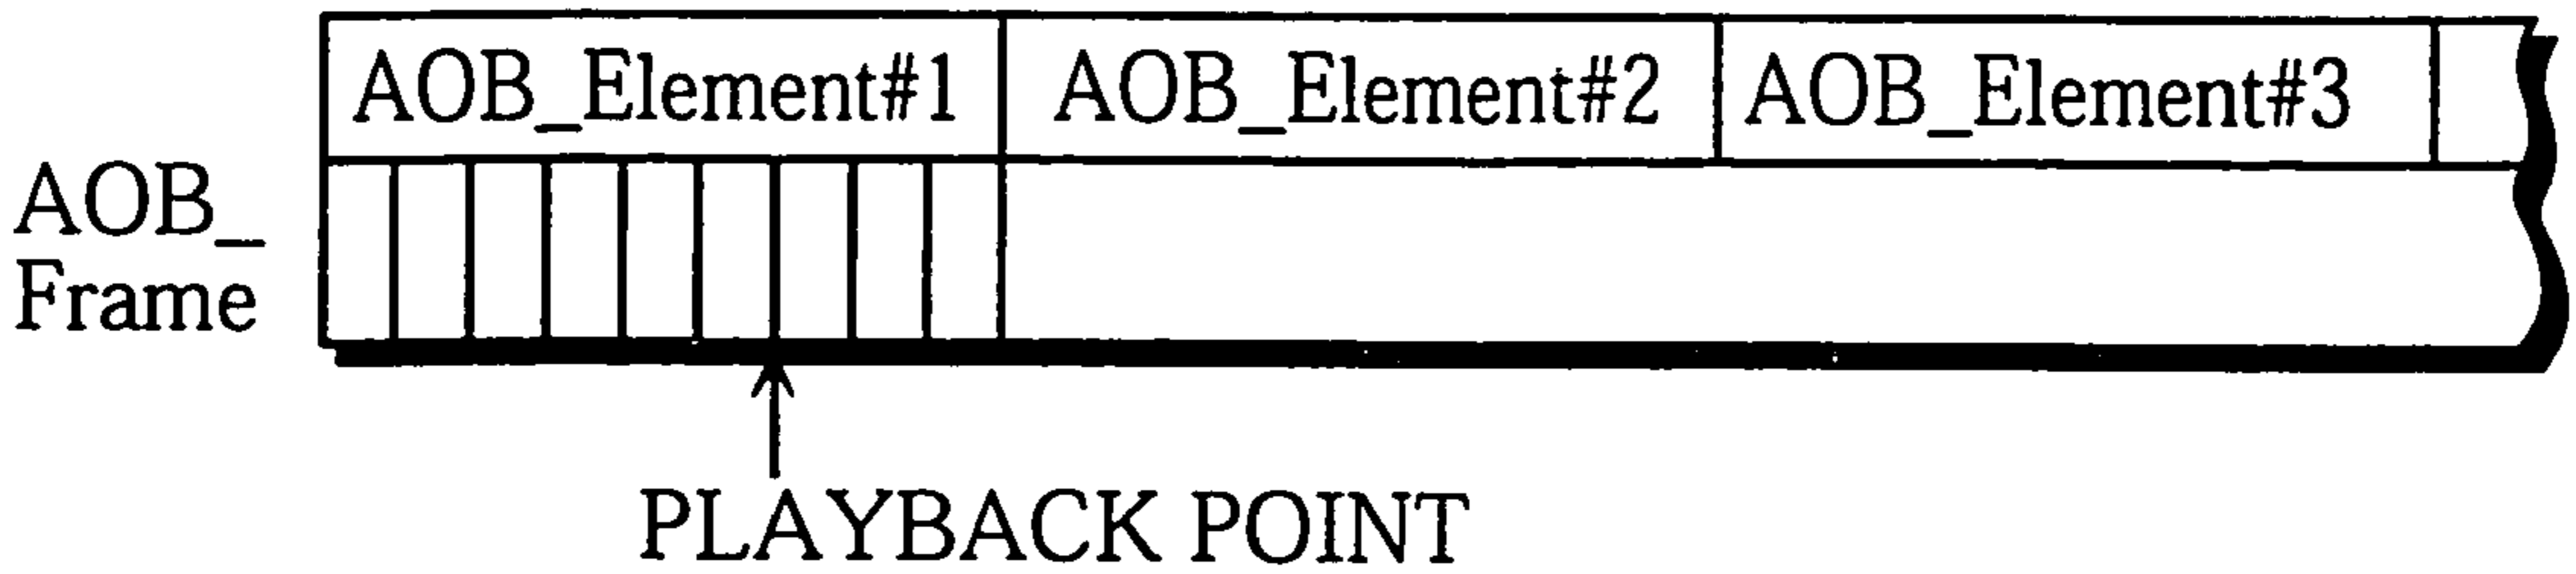 AOB_Element#1 AOB_Element#2 AOB_Element#3
AOB_
Frame
PLAYBACK POINT